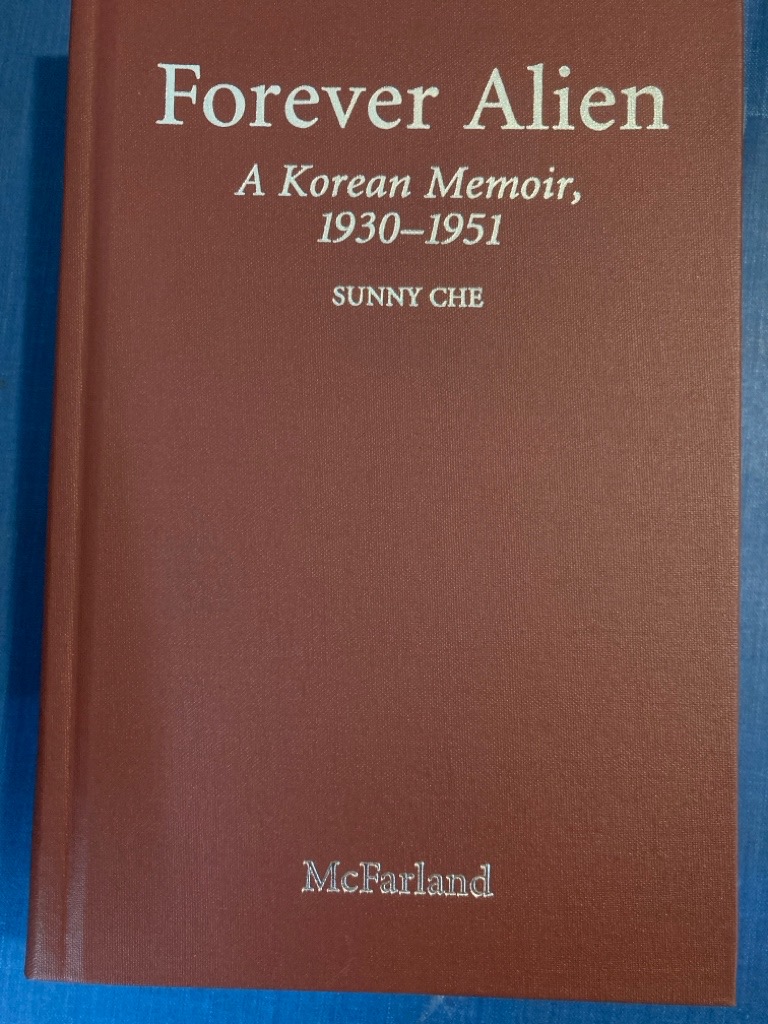 Forever Alien
A Korean Memoir,
1930–1951
SUNNY CHE
McFarland